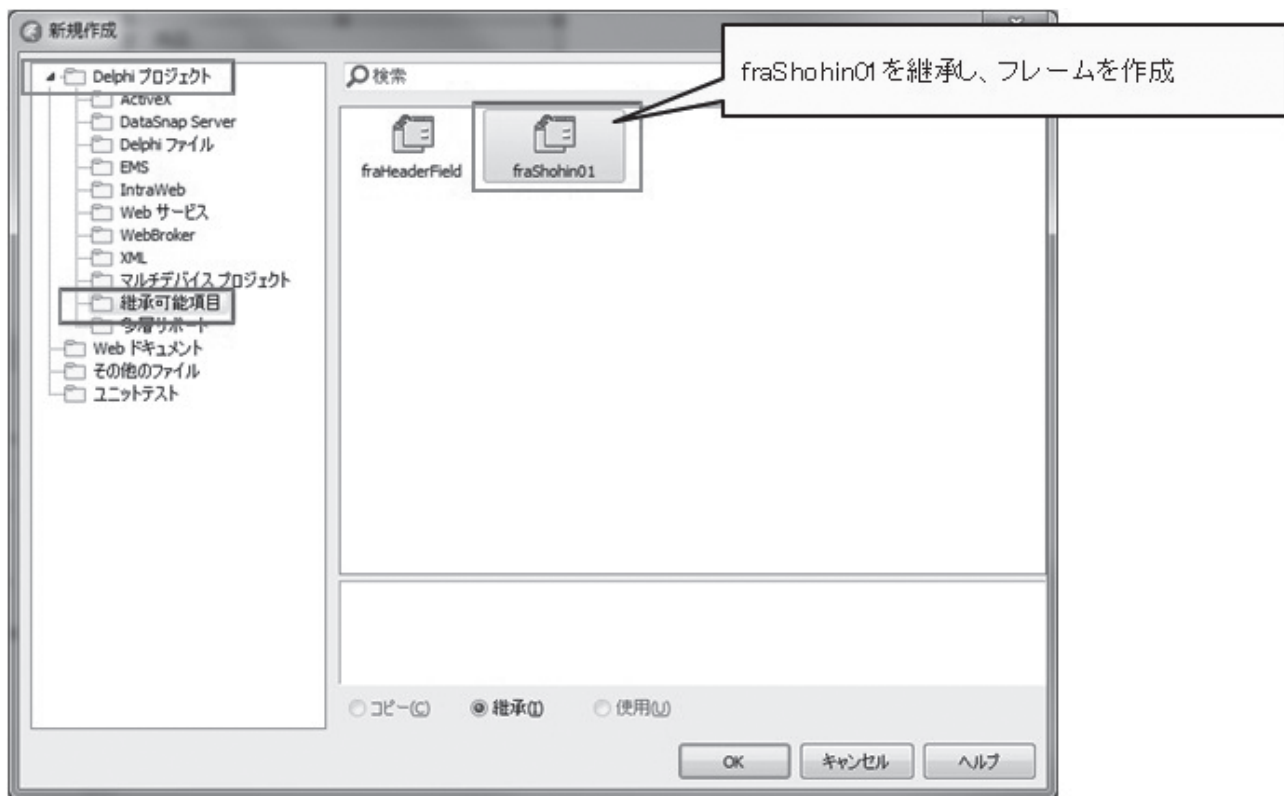 新規作成
fraShohin01を継承し、フレームを作成
Delphi プロジェクト
ActiveX
DataSnap Server
Delphi ファイル
EMS
IntraWeb
Web サービス
WebBroker
XML
マルチデバイス プロジェクト
継承可能項目
多層サポート
Web ドキュメント
その他のファイル
ユニットテスト
検索
fraHeaderField
fraShohin01
コピー(C)
継承(I)
使用(U)
OK
キャンセル
ヘルプ